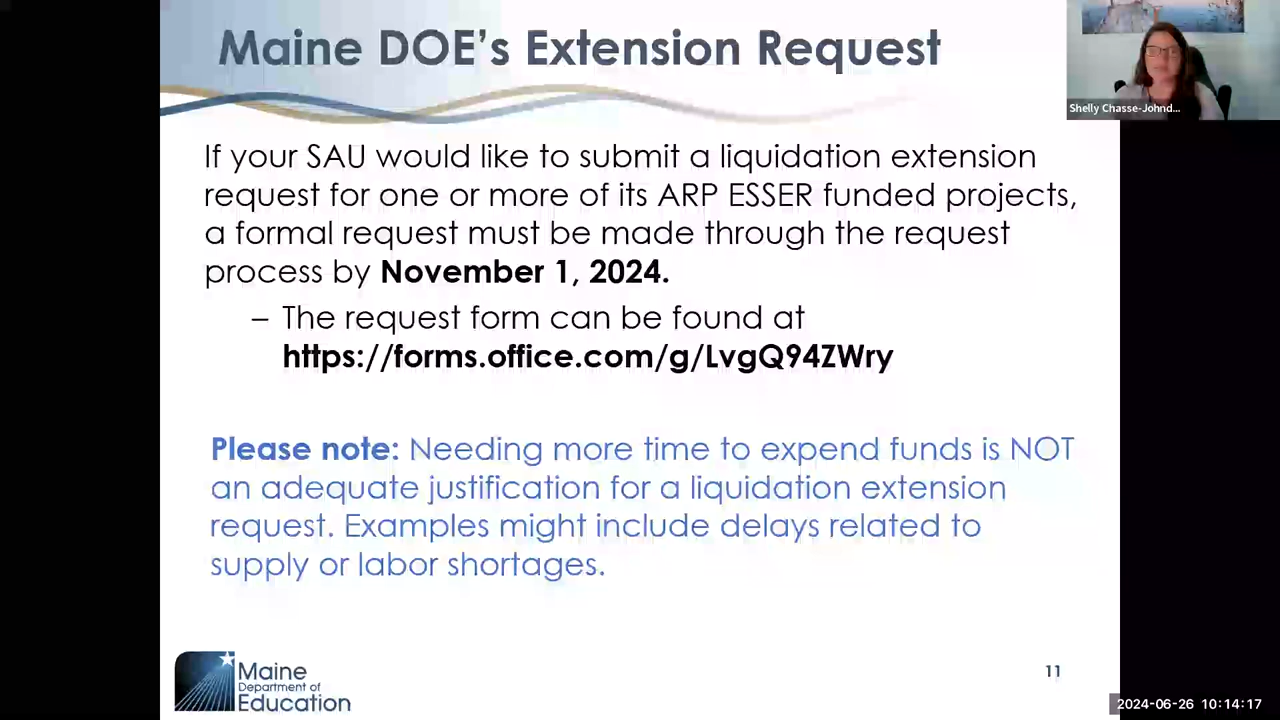 Maine DOE's Extension Request
Shelly Chasse-Johnd...
If your SAU would like to submit a liquidation extension
request for one or more of its ARP ESSER funded projects,
a formal request must be made through the request
process by November 1, 2024.
– The request form can be found at
https://forms.office.com/g/LvgQ94ZWry
Please note: Needing more time to expend funds is NOT
an adequate justification for a liquidation extension
request. Examples might include delays related to
supply or labor shortages.
Maine
Department of
Education
11
2024-06-26 10:14:17